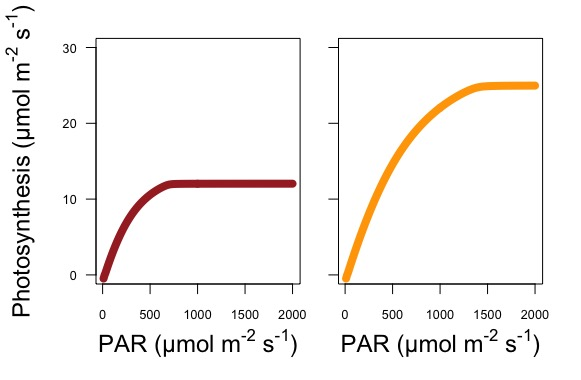 Photosynthesis (µmol m⁻² s⁻¹)
30
20
10
0
0 500 1000 1500 2000
0 500 1000 1500 2000
PAR (µmol m⁻² s⁻¹)
PAR (µmol m⁻² s⁻¹)